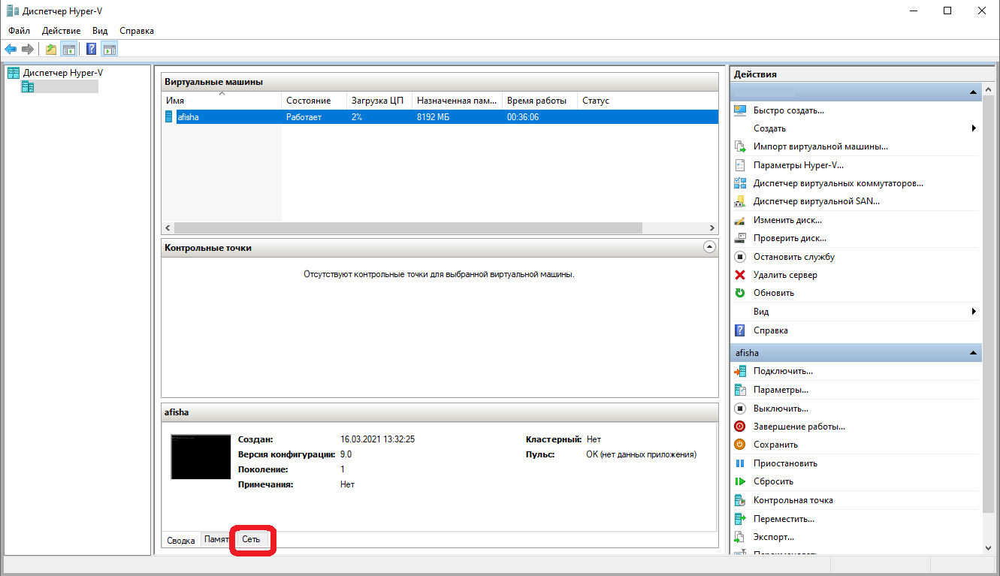 Диспетчер Hyper-V
Файл Действие Вид Справка
Диспетчер Hyper-V
Виртуальные машины
Имя Состояние Загрузка ЦП Назначенная пам... Время работы Статус
afisha Работает 2% 8192 МБ 00:36:06
Контрольные точки
Отсутствуют контрольные точки для выбранной виртуальной машины.
afisha
Создан: 16.03.2021 13:32:25 Кластерный: Нет
Версия конфигурации: 9.0 Пульс: ОК (нет данных приложения)
Поколение: 1
Примечания: Нет
Сводка Памят Сеть
Действия
Быстро создать...
Создать
Импорт виртуальной машины...
Параметры Hyper-V...
Диспетчер виртуальных коммутаторов...
Диспетчер виртуальной SAN...
Изменить диск...
Проверить диск...
Остановить службу
Удалить сервер
Обновить
Вид
Справка
afisha
Подключить...
Параметры...
Выключить...
Завершение работы...
Сохранить
Приостановить
Сбросить
Контрольная точка
Переместить...
Экспорт...